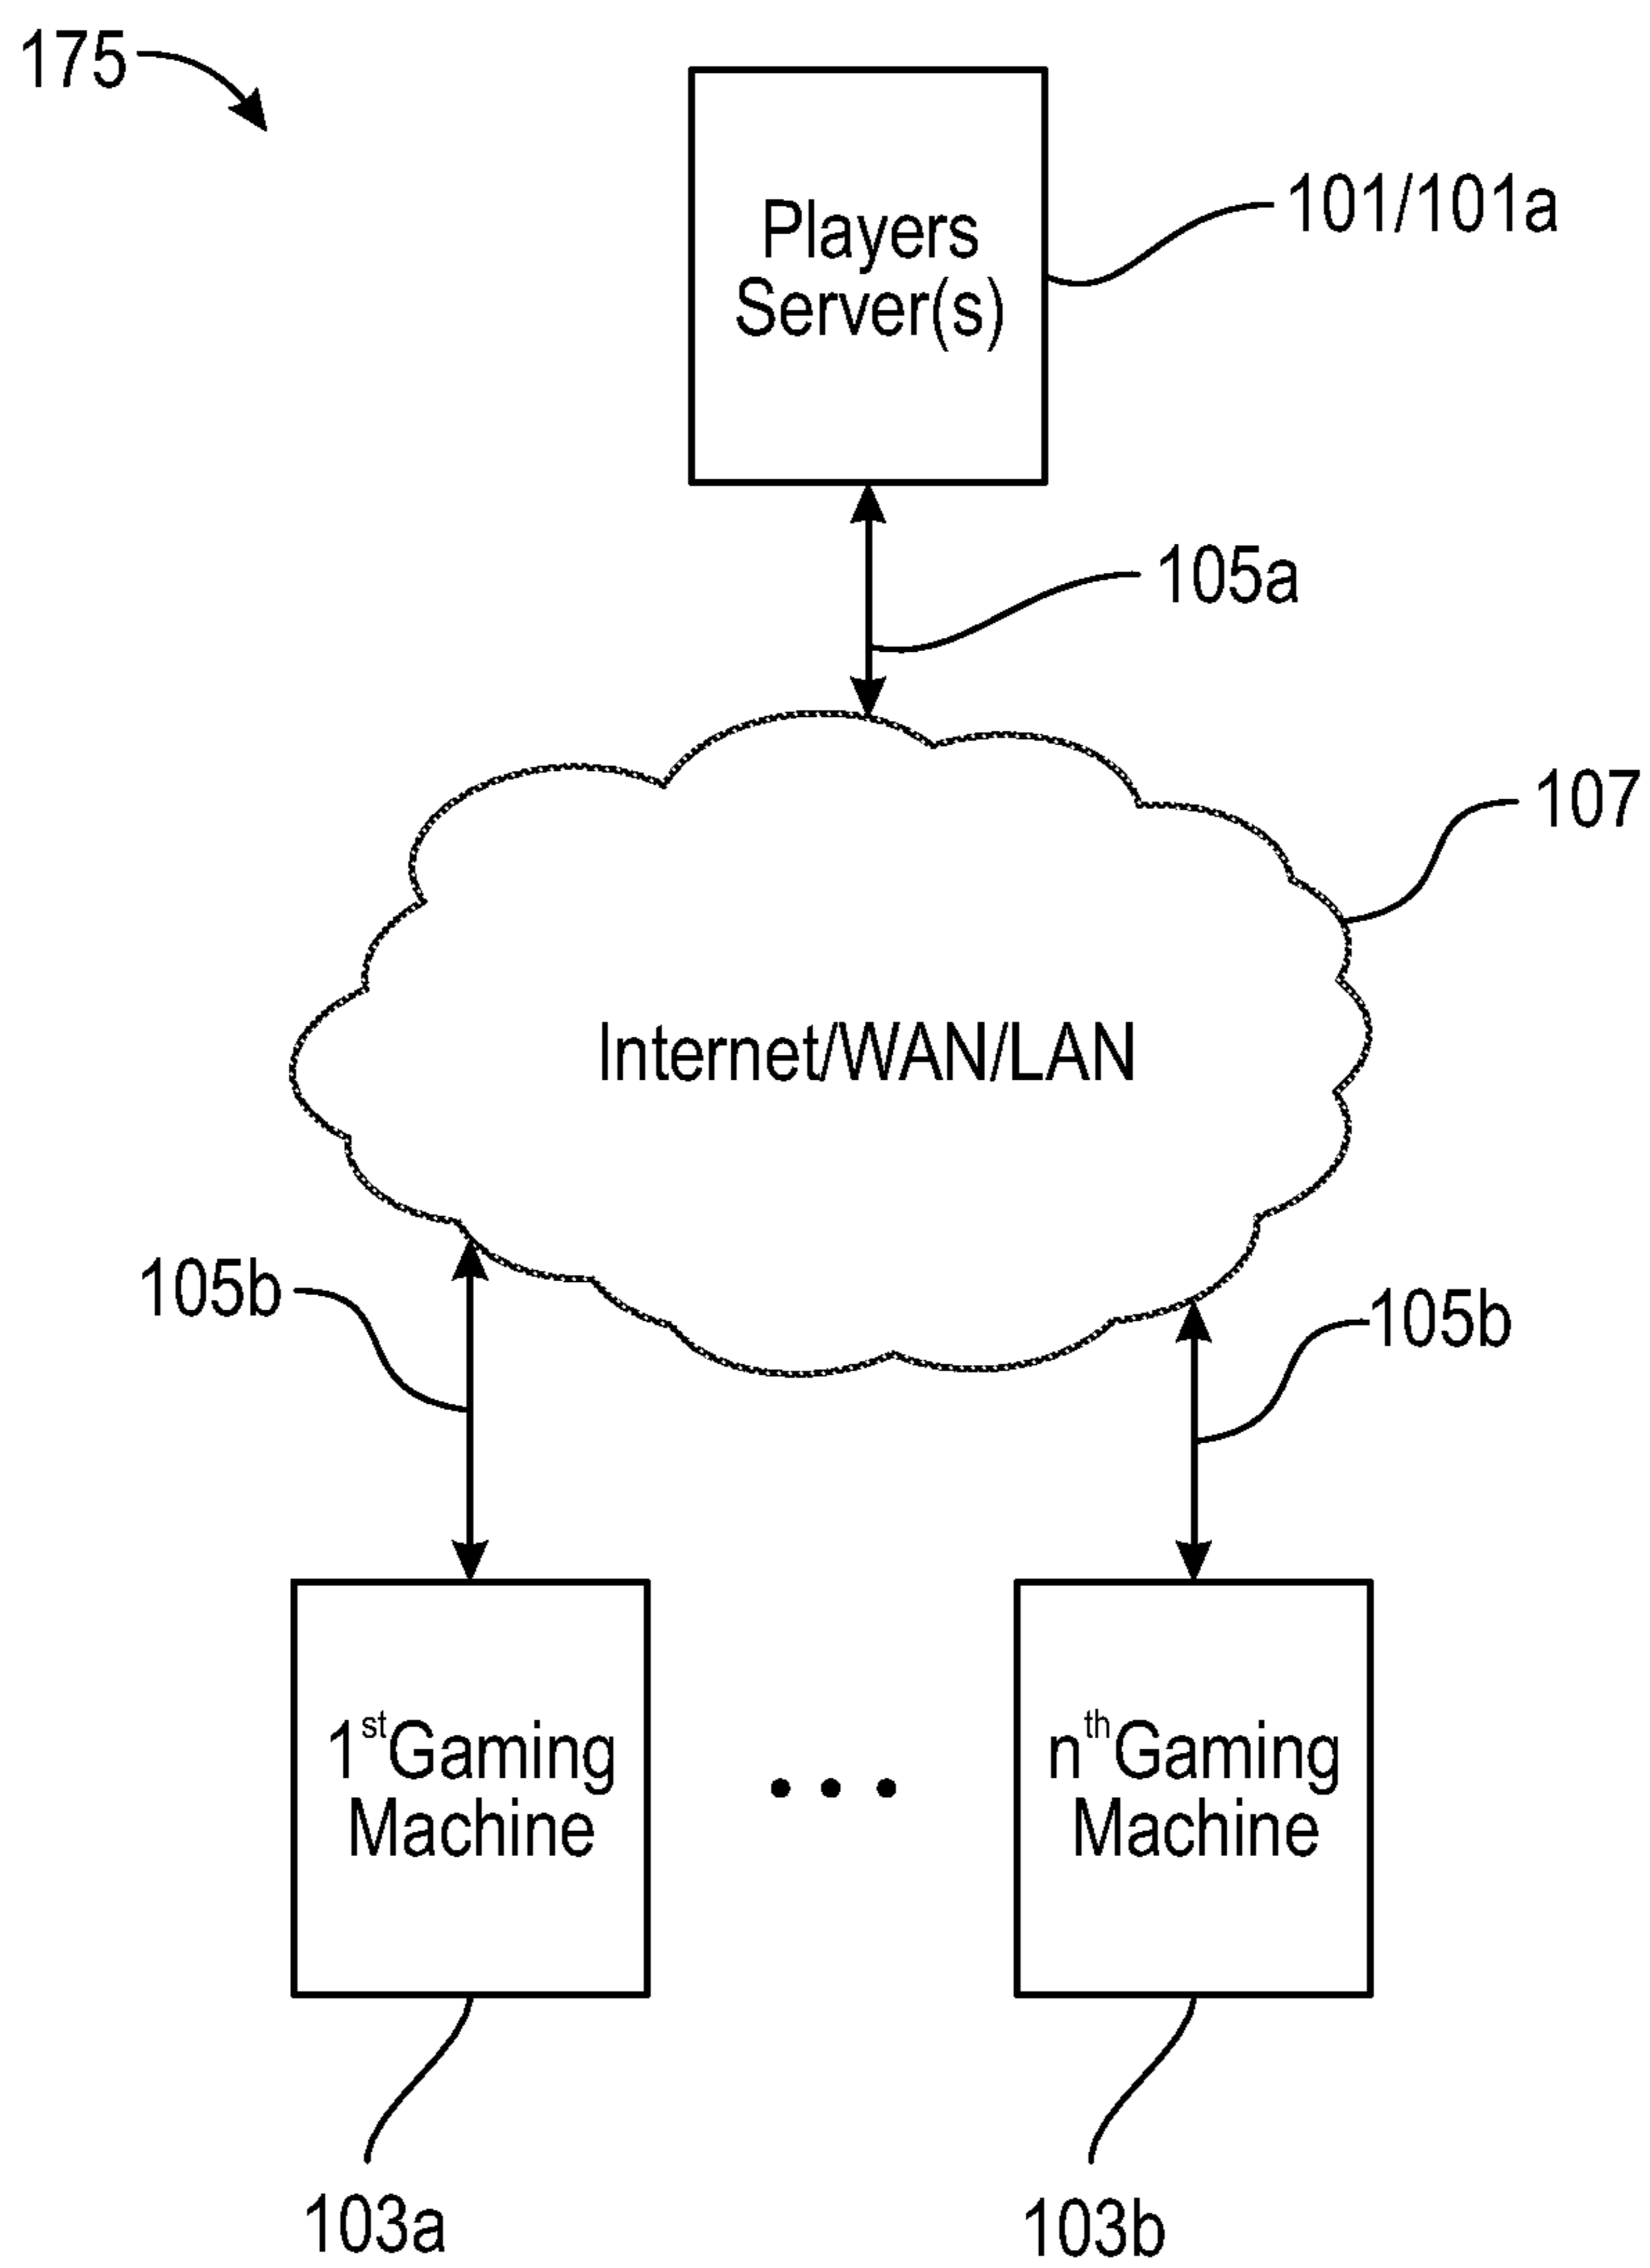 175
Players
Server(s)
101/101a
105a
107
Internet/WAN/LAN
105b
105b
1st Gaming
Machine
• • •
nth Gaming
Machine
103a
103b